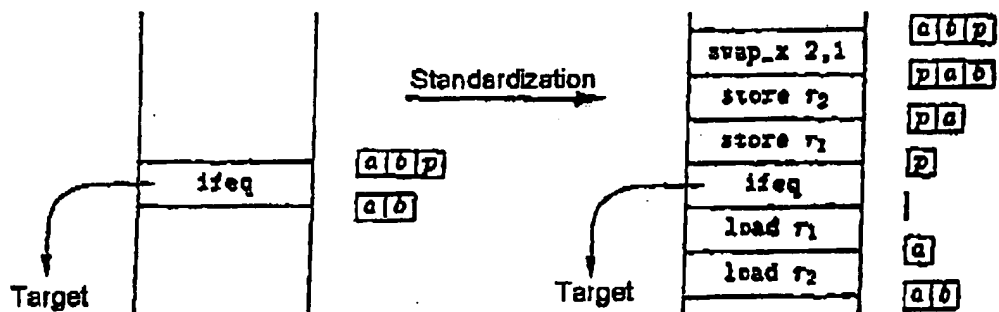 a b p
swap_x 2,1
Standardization
p a b
store r2
p a
a b p
store r1
p
ifeq
ifeq
a b
load r1
a
load r2
Target
Target
a b